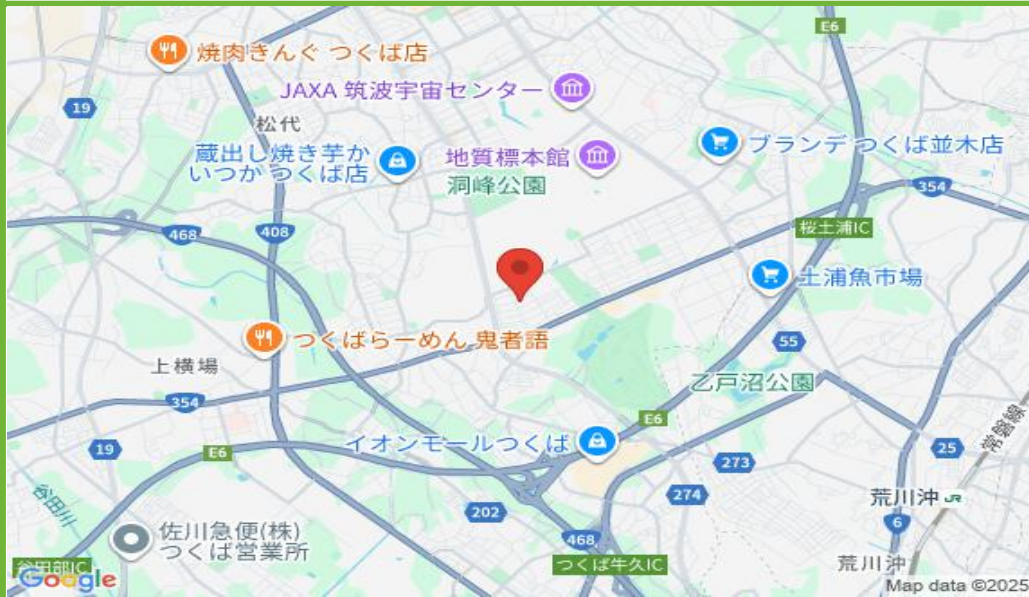 E6
焼肉きんぐ つくば店
JAXA 筑波宇宙センター
19
松代
蔵出し焼き芋か
いつか つくば店
地質標本館
洞峰公園
ブランデ つくば並木店
354
468
408
桜土浦IC
土浦魚市場
つくばらーめん 鬼者語
55
上横場
乙戸沼公園
354
E6
常磐線
19
E6
イオンモールつくば
25
273
谷田川
274
荒川沖 JR
202
6
佐川急便(株)
つくば営業所
468
谷田部IC
つくば牛久IC
荒川沖
Google
Map data ©2025